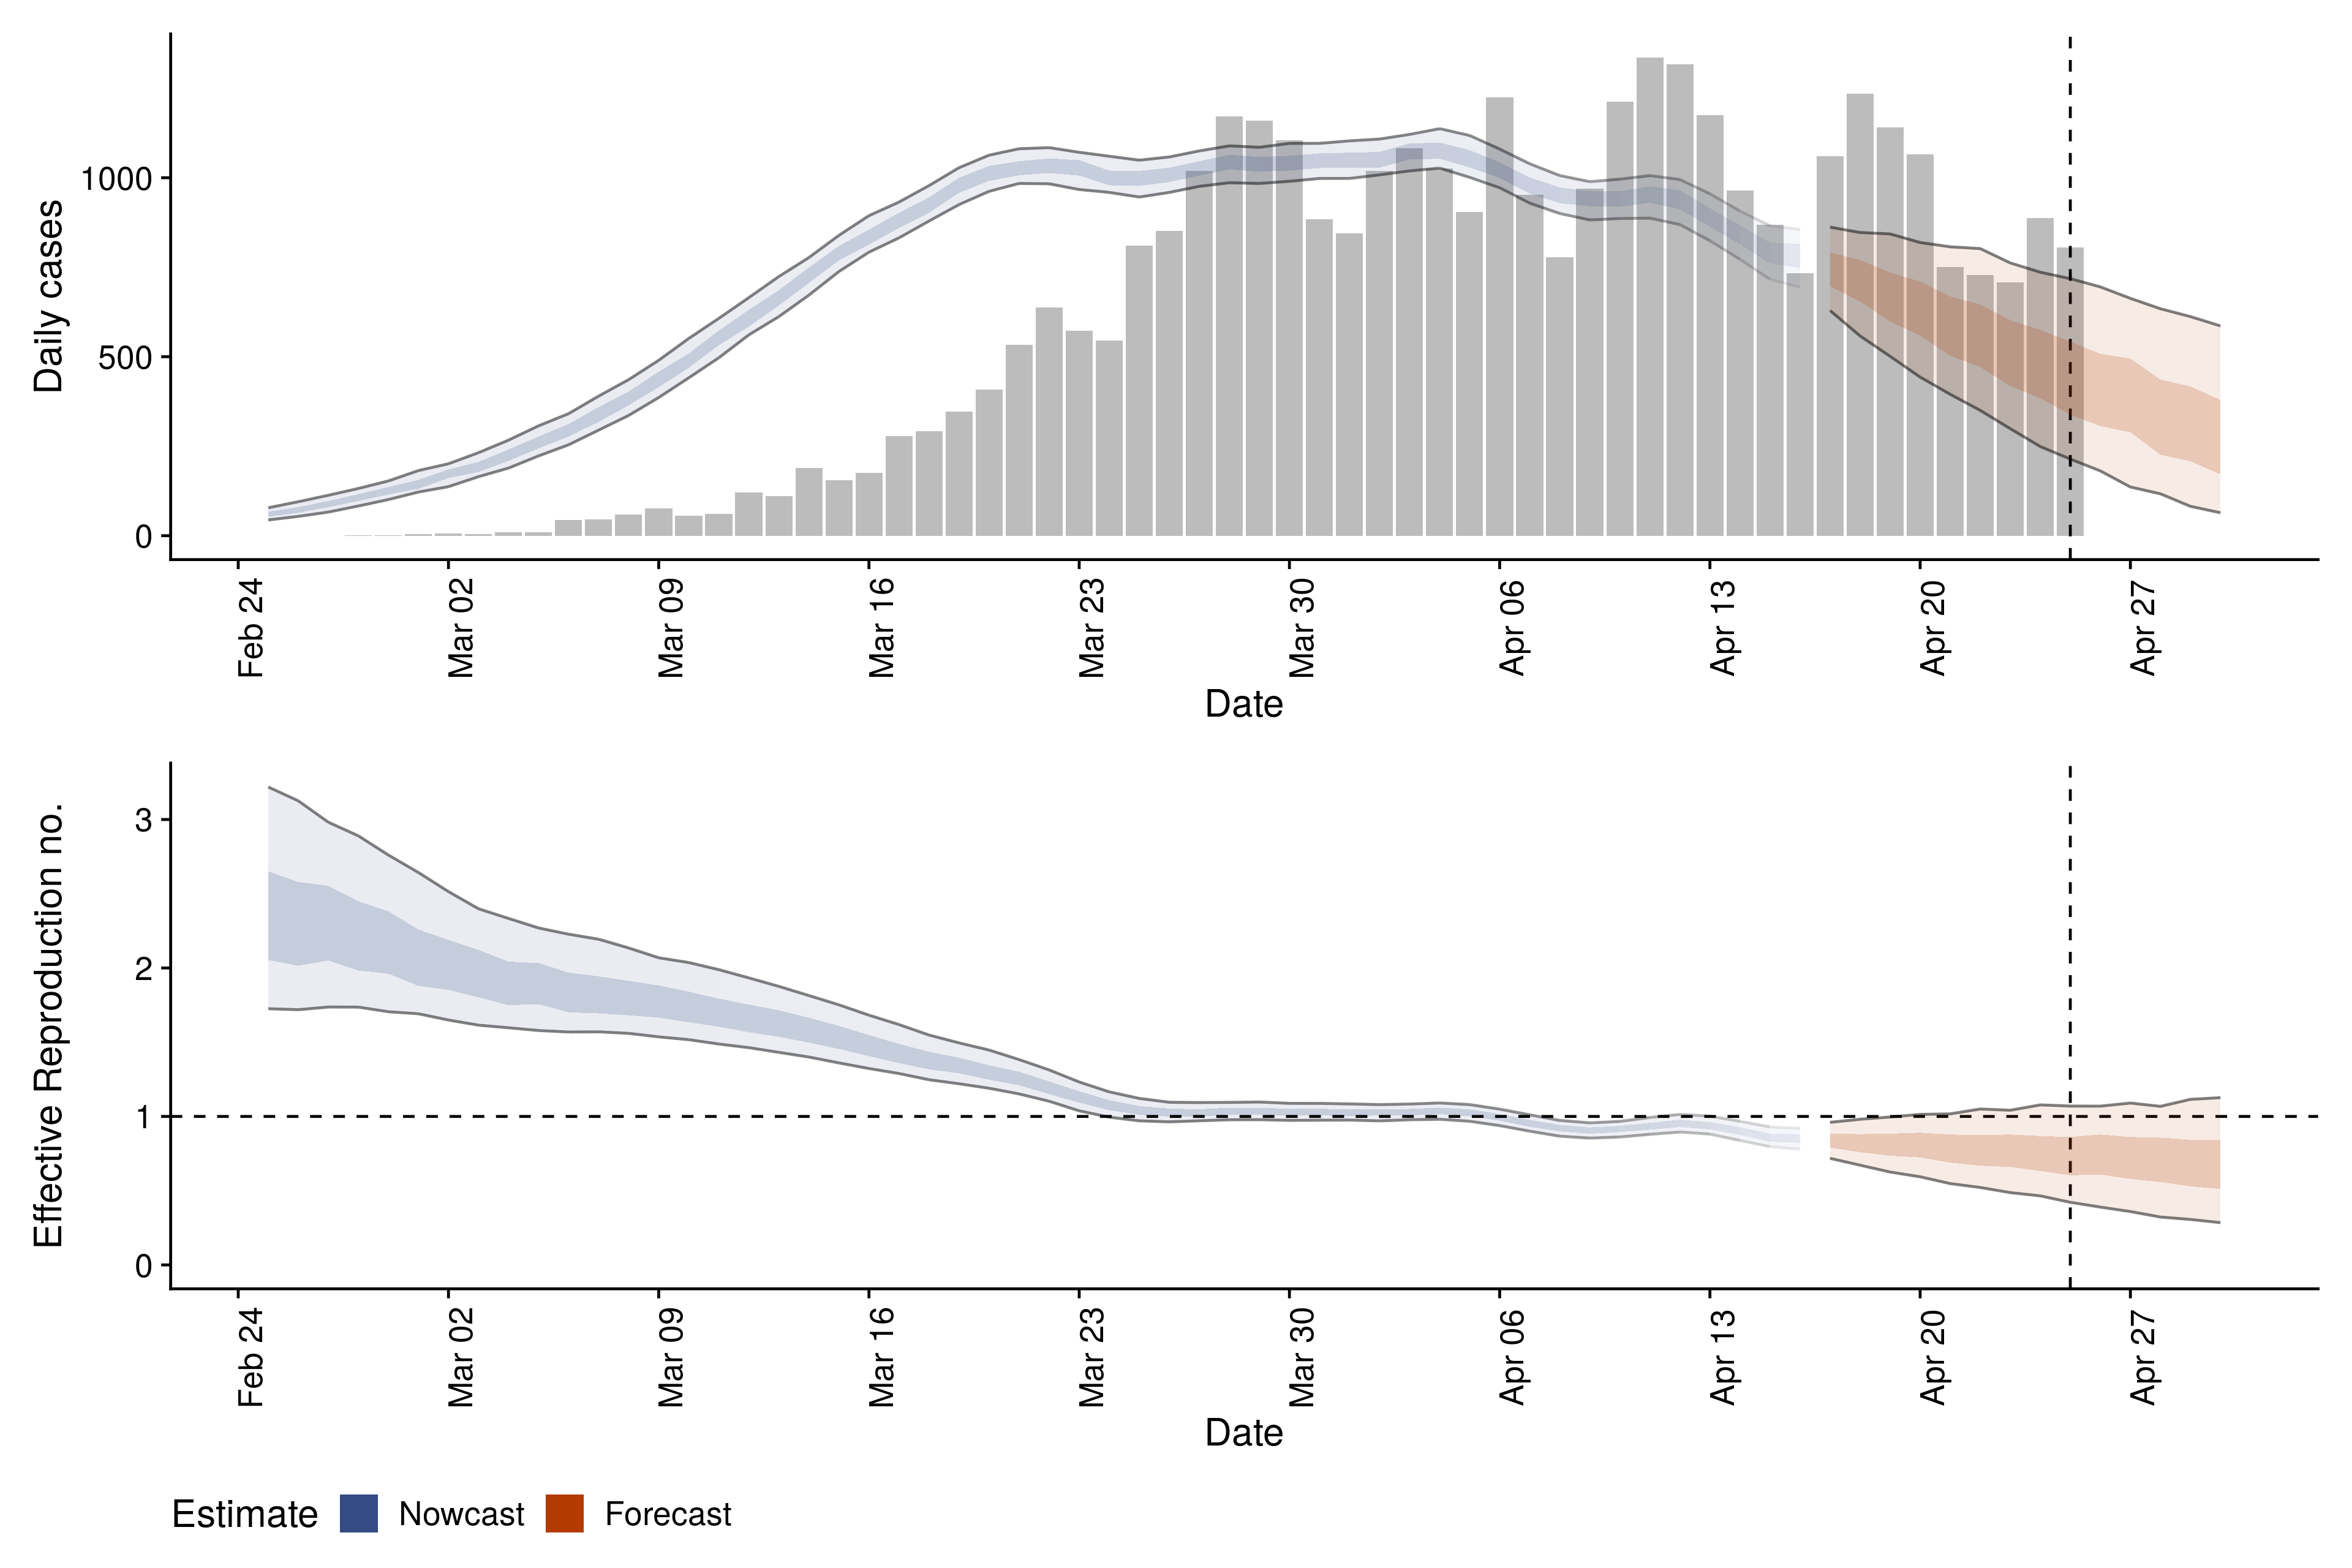 Daily cases
1000
500
0
Feb 24
Mar 02
Mar 09
Mar 16
Mar 23
Mar 30
Apr 06
Apr 13
Apr 20
Apr 27
Date
Effective Reproduction no.
3
2
1
0
Feb 24
Mar 02
Mar 09
Mar 16
Mar 23
Mar 30
Apr 06
Apr 13
Apr 20
Apr 27
Date
Estimate Nowcast Forecast